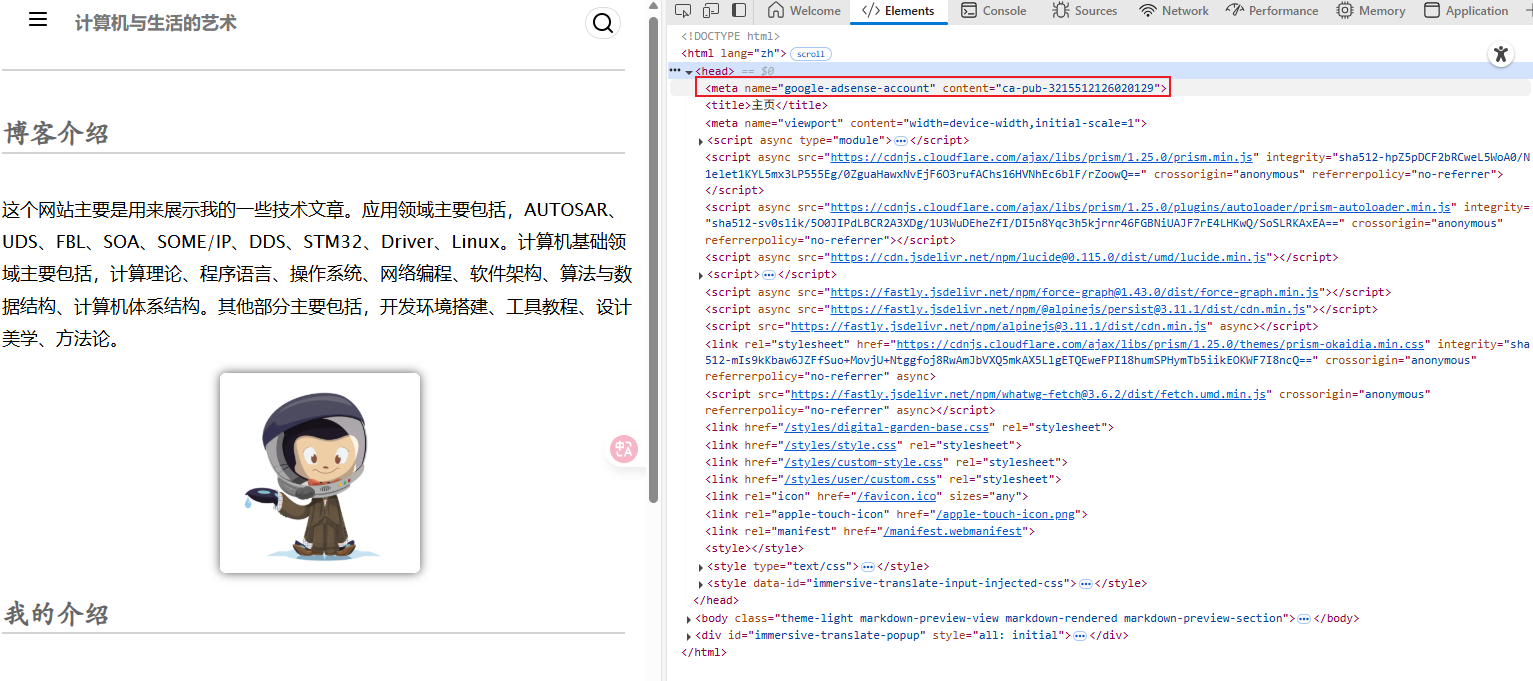 计算机与生活的艺术
博客介绍
这个网站主要是用来展示我的一些技术文章。应用领域主要包括，AUTOSAR、
UDS、FBL、SOA、SOME/IP、DDS、STM32、Driver、Linux。计算机基础领
域主要包括，计算理论、程序语言、操作系统、网络编程、软件架构、算法与数
据结构、计算机体系结构。其他部分主要包括，开发环境搭建、工具教程、设计
美学、方法论。
我的介绍
Welcome Elements Console Sources Network Performance Memory Application
<!DOCTYPE html>
<html lang="zh"> scroll
<head> == $0
<meta name="google-adsense-account" content="ca-pub-3215512126020129">
<title>主页</title>
<meta name="viewport" content="width=device-width,initial-scale=1">
<script async type="module"> … </script>
<script async src="https://cdnjs.cloudflare.com/ajax/libs/prism/1.25.0/prism.min.js" integrity="sha512-hpZ5pDCF2bRCweL5WoA0/N
1elet1KYL5mx3LP555Eg/0ZguaHawxNvEjF6O3rufAChs16HVNhEc6blF/rZoowQ==" crossorigin="anonymous" referrerpolicy="no-referrer">
</script>
<script async src="https://cdnjs.cloudflare.com/ajax/libs/prism/1.25.0/plugins/autoloader/prism-autoloader.min.js" integrity=
"sha512-sv0slik/5O0JIPdLBCR2A3XDg/1U3WuDEheZfI/DI5n8Yqc3h5kjrnr46FGBNiUAJF7rE4LHKwQ/SoSLRKAxEA==" crossorigin="anonymous"
referrerpolicy="no-referrer"></script>
<script async src="https://cdn.jsdelivr.net/npm/lucide@0.115.0/dist/umd/lucide.min.js"></script>
<script> … </script>
<script async src="https://fastly.jsdelivr.net/npm/force-graph@1.43.0/dist/force-graph.min.js"></script>
<script async src="https://fastly.jsdelivr.net/npm/@alpinejs/persist@3.11.1/dist/cdn.min.js"></script>
<script src="https://fastly.jsdelivr.net/npm/alpinejs@3.11.1/dist/cdn.min.js" async></script>
<link rel="stylesheet" href="https://cdnjs.cloudflare.com/ajax/libs/prism/1.25.0/themes/prism-okaidia.min.css" integrity="sha
512-mIs9kKbaw6JZFfSuo+MovjU+Ntggfoj8RwAmJbVXQ5mkAX5LlgETQEweFPI18humSPHymTb5iikEOKWF7I8ncQ==" crossorigin="anonymous"
referrerpolicy="no-referrer" async>
<script src="https://fastly.jsdelivr.net/npm/whatwg-fetch@3.6.2/dist/fetch.umd.min.js" crossorigin="anonymous"
referrerpolicy="no-referrer" async></script>
<link href="/styles/digital-garden-base.css" rel="stylesheet">
<link href="/styles/style.css" rel="stylesheet">
<link href="/styles/custom-style.css" rel="stylesheet">
<link href="/styles/user/custom.css" rel="stylesheet">
<link rel="icon" href="/favicon.ico" sizes="any">
<link rel="apple-touch-icon" href="/apple-touch-icon.png">
<link rel="manifest" href="/manifest.webmanifest">
<style></style>
<style type="text/css"> … </style>
<style data-id="immersive-translate-input-injected-css"> … </style>
</head>
<body class="theme-light markdown-preview-view markdown-rendered markdown-preview-section"> … </body>
<div id="immersive-translate-popup" style="all: initial"> … </div>
</html>